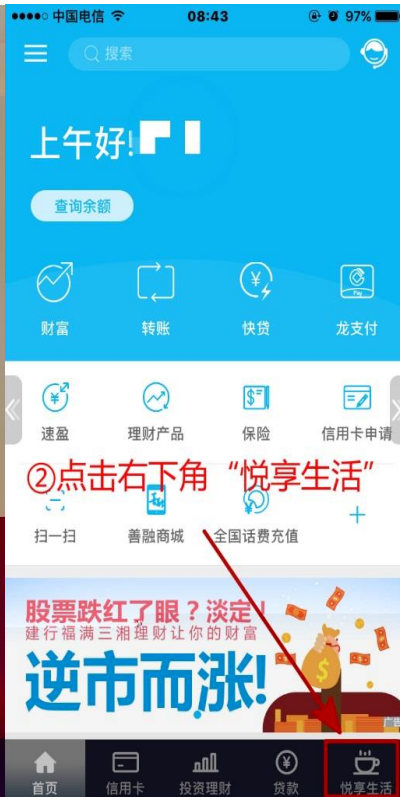 中国电信 08:43 97%
搜索
上午好!
查询余额
财富 转账 快贷 龙支付
Pay
速盈 理财产品 保险 信用卡申请
②点击右下角“悦享生活”
扫一扫 善融商城 全国话费充值
股票跌红了眼？淡定！
建行福满三湘理财让你的财富
逆市而涨!
广告
首页 信用卡 投资理财 贷款 悦享生活